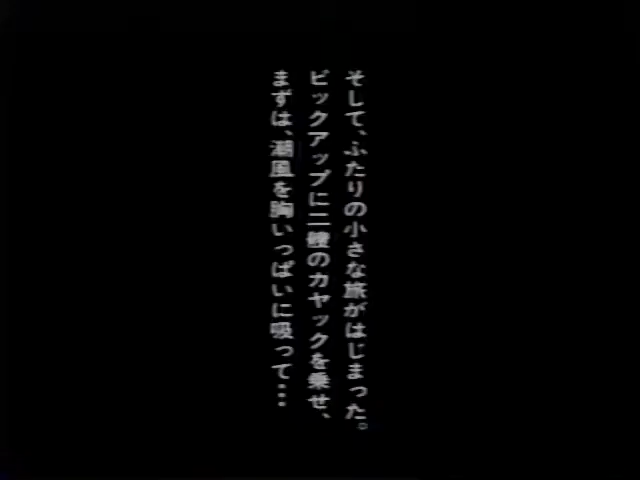 そして、ふたりの小さな旅がはじまった。
ピックアップに二艘のカヤックを乗せ、
まずは、潮風を胸いっぱいに吸って…